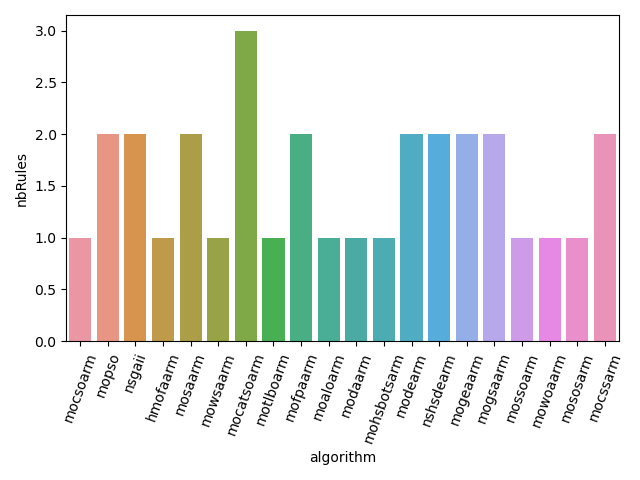 3.0
2.5
2.0
1.5
1.0
0.5
0.0
nbRules
mocsoarm
mopso
nsgaii
hmofaarm
mosaarm
mowsaarm
mocatsoarm
motlboarm
mofpaarm
moaloarm
modaarm
mohsbotsarm
modearm
nshsdearm
mogeaarm
mogsaarm
mossoarm
mowoaarm
mososarm
mocssarm
algorithm